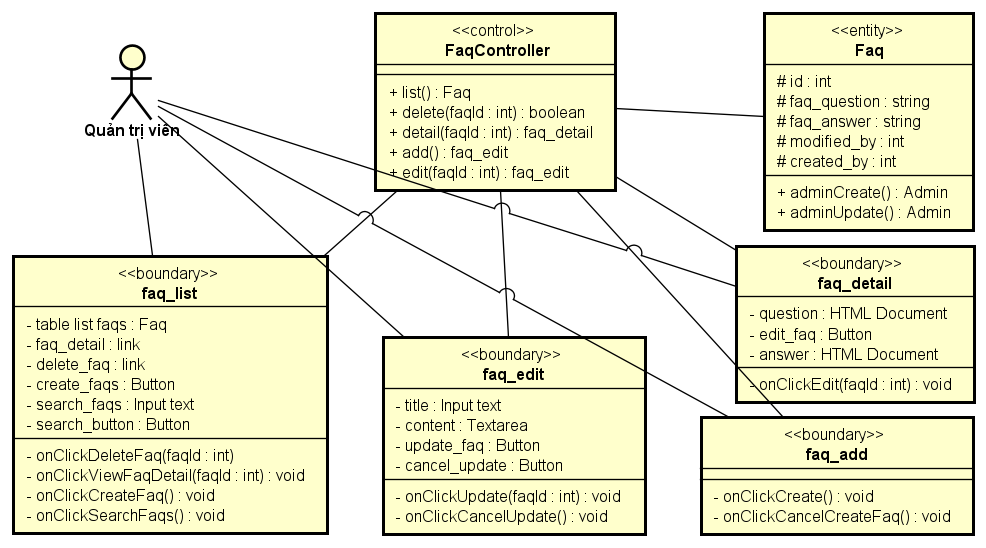 Quản trị viên
<<control>>
FaqController
+ list() : Faq
+ delete(faqId : int) : boolean
+ detail(faqId : int) : faq_detail
+ add() : faq_edit
+ edit(faqId : int) : faq_edit
<<entity>>
Faq
# id : int
# faq_question : string
# faq_answer : string
# modified_by : int
# created_by : int
+ adminCreate() : Admin
+ adminUpdate() : Admin
<<boundary>>
faq_list
- table list faqs : Faq
- faq_detail : link
- delete_faq : link
- create_faqs : Button
- search_faqs : Input text
- search_button : Button
- onClickDeleteFaq(faqId : int)
- onClickViewFaqDetail(faqId : int) : void
- onClickCreateFaq() : void
- onClickSearchFaqs() : void
<<boundary>>
faq_edit
- title : Input text
- content : Textarea
- update_faq : Button
- cancel_update : Button
- onClickUpdate(faqId : int) : void
- onClickCancelUpdate() : void
<<boundary>>
faq_detail
- question : HTML Document
- edit_faq : Button
- answer : HTML Document
- onClickEdit(faqId : int) : void
<<boundary>>
faq_add
- onClickCreate() : void
- onClickCancelCreateFaq() : void